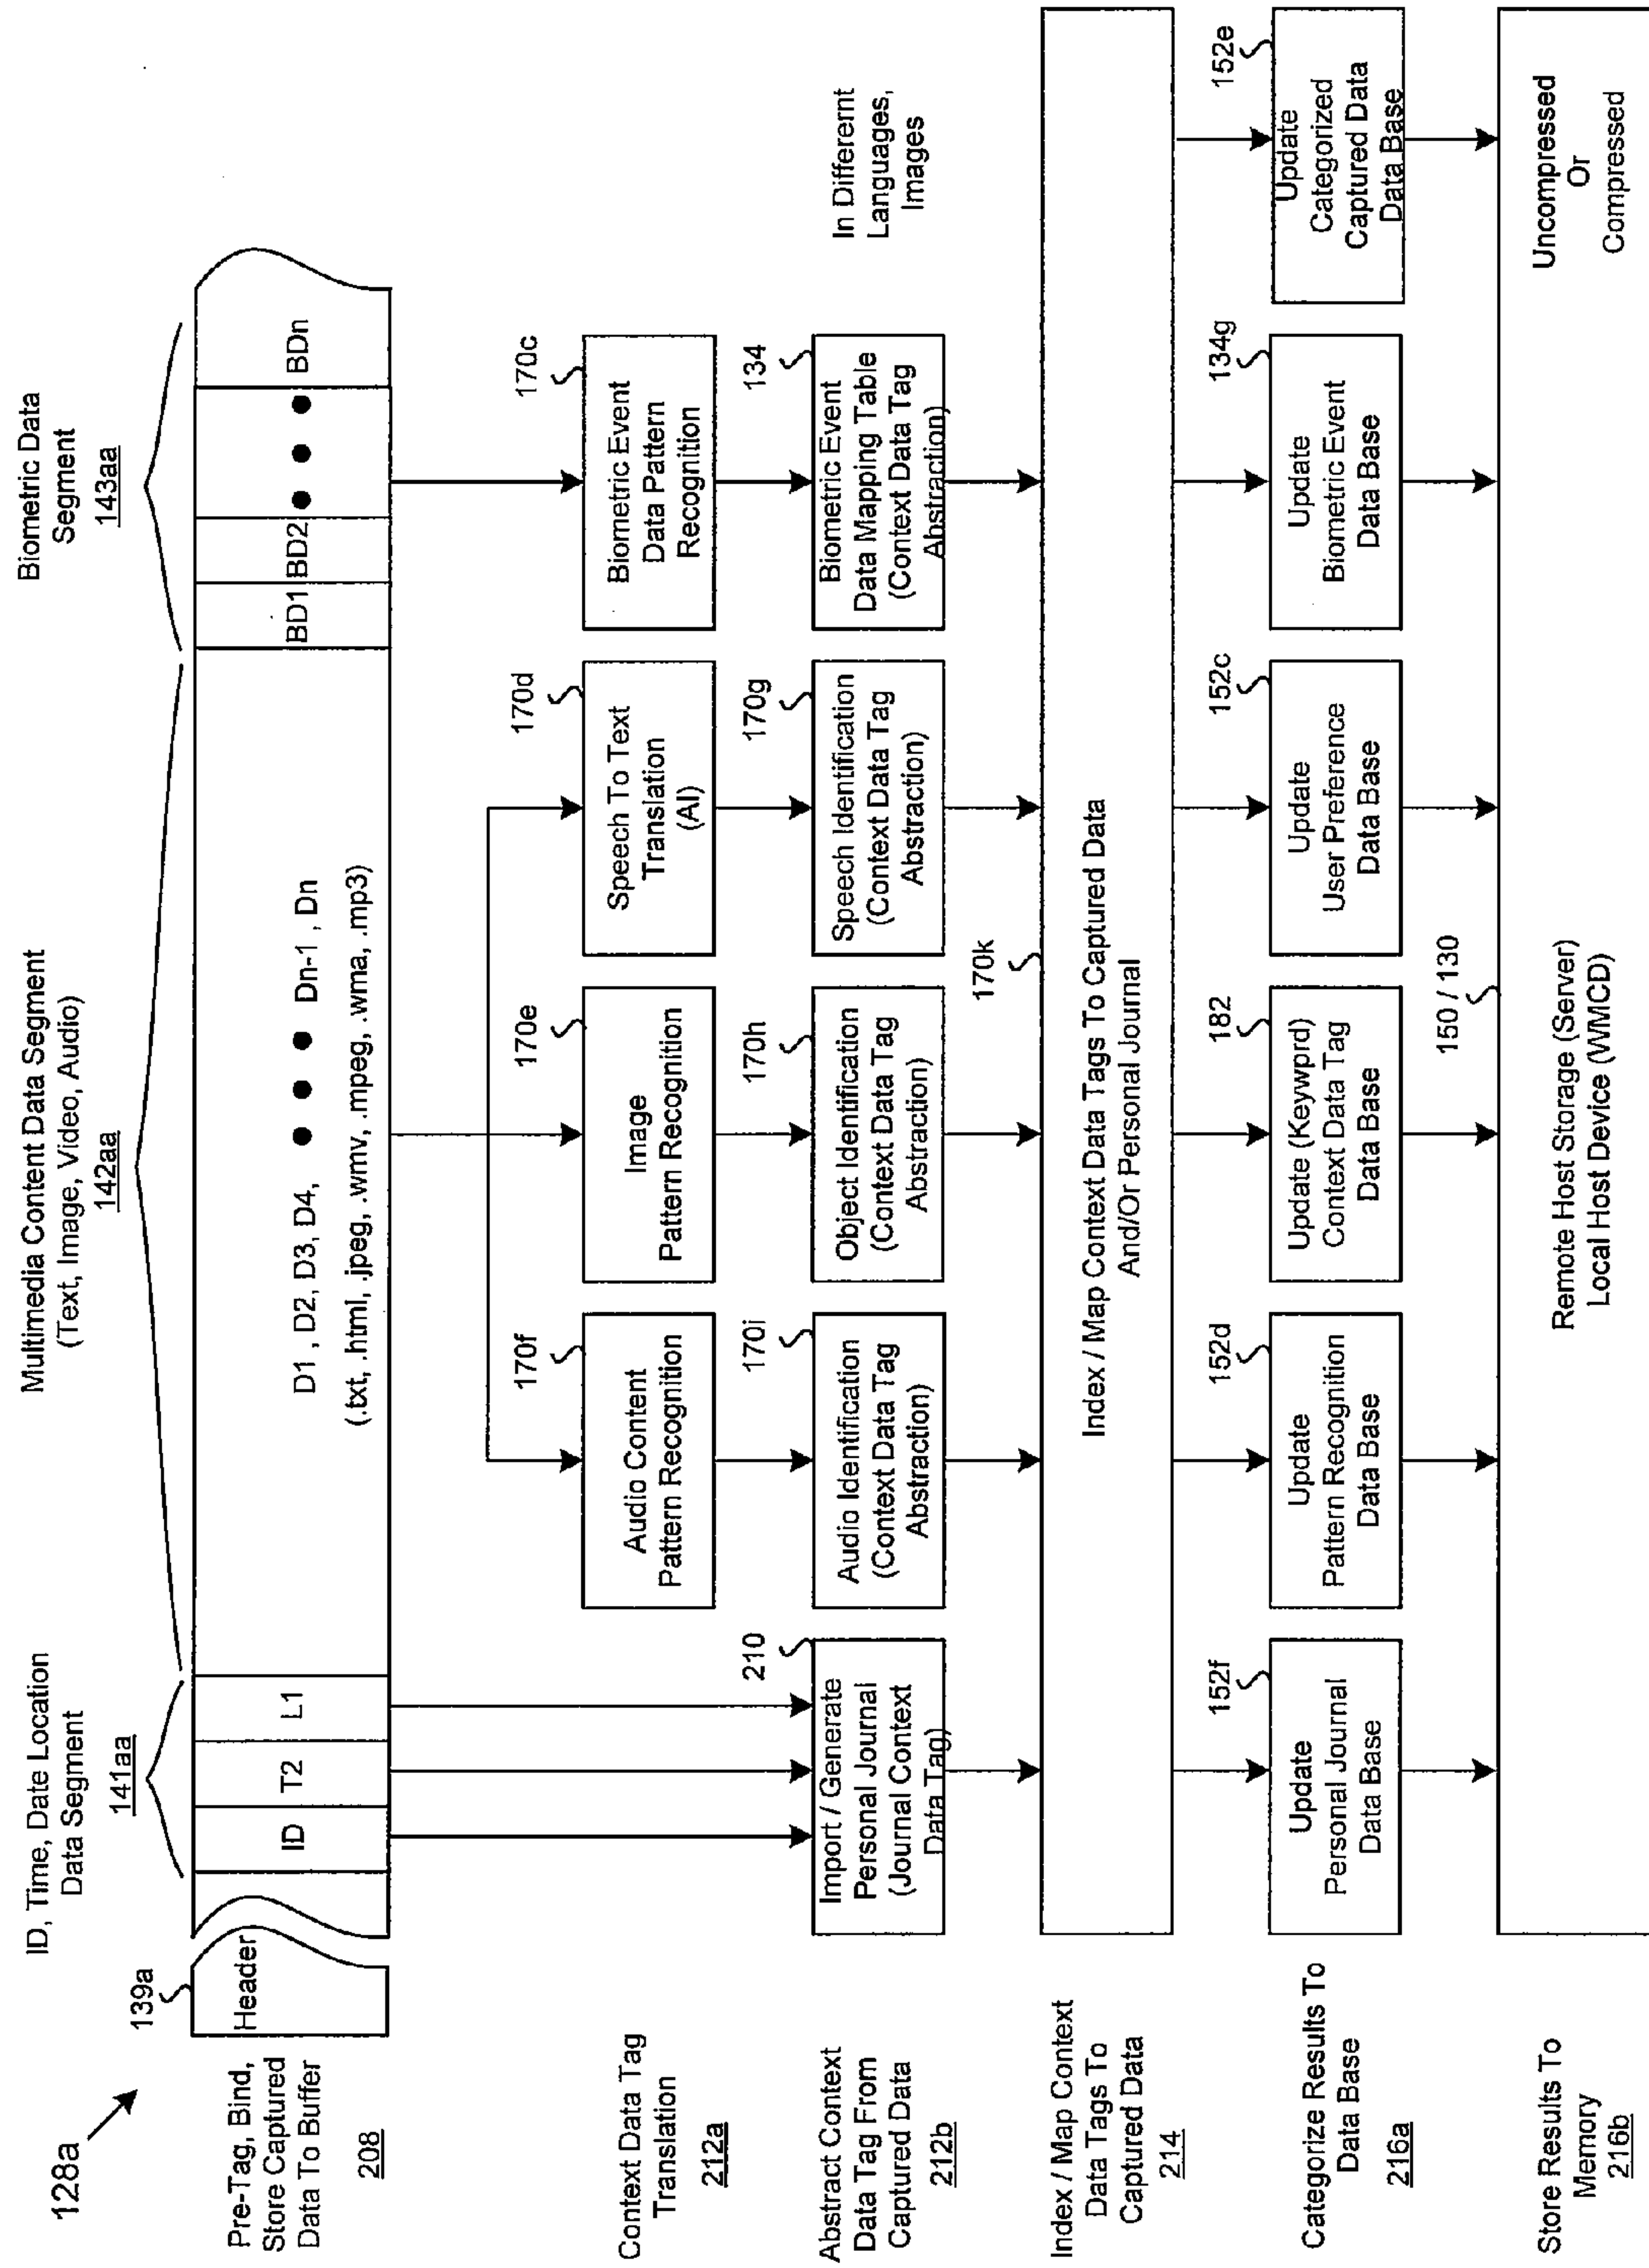 128a
139a
ID, Time, Date Location
Data Segment
141aa
Multimedia Content Data Segment
(Text, Image, Video, Audio)
142aa
Biometric Data
Segment
143aa
Pre-Tag, Bind,
Store Captured
Data To Buffer
208
Header
ID
T2
L1
D1 , D2, D3, D4, ● ● ● Dn-1 , Dn
(.txt, .html, .jpeg, .wmv, .mpeg, .wma, .mp3)
BD1
BD2
● ● ●
BDn
Context Data Tag
Translation
212a
170f
Audio Content
Pattern Recognition
170e
Image
Pattern Recognition
170d
Speech To Text
Translation
(AI)
170c
Biometric Event
Data Pattern
Recognition
Abstract Context
Data Tag From
Captured Data
212b
210
Import / Generate
Personal Journal
(Journal Context
Data Tag)
170i
Audio Identification
(Context Data Tag
Abstraction)
170h
Object Identification
(Context Data Tag
Abstraction)
170g
Speech Identification
(Context Data Tag
Abstraction)
134
Biometric Event
Data Mapping Table
(Context Data Tag
Abstraction)
In Differernt
Languages,
Images
Index / Map Context
Data Tags To
Captured Data
214
170k
Index / Map Context Data Tags To Captured Data
And/Or Personal Journal
Categorize Results To
Data Base
216a
152f
Update
Personal Journal
Data Base
152d
Update
Pattern Recognition
Data Base
182
Update (Keywprd)
Context Data Tag
Data Base
152c
Update
User Preference
Data Base
134g
Update
Biometric Event
Data Base
152e
Update
Categorized
Captured Data
Data Base
Store Results To
Memory
216b
150 / 130
Remote Host Storage (Server)
Local Host Device (WMCD)
Uncompressed
Or
Compressed